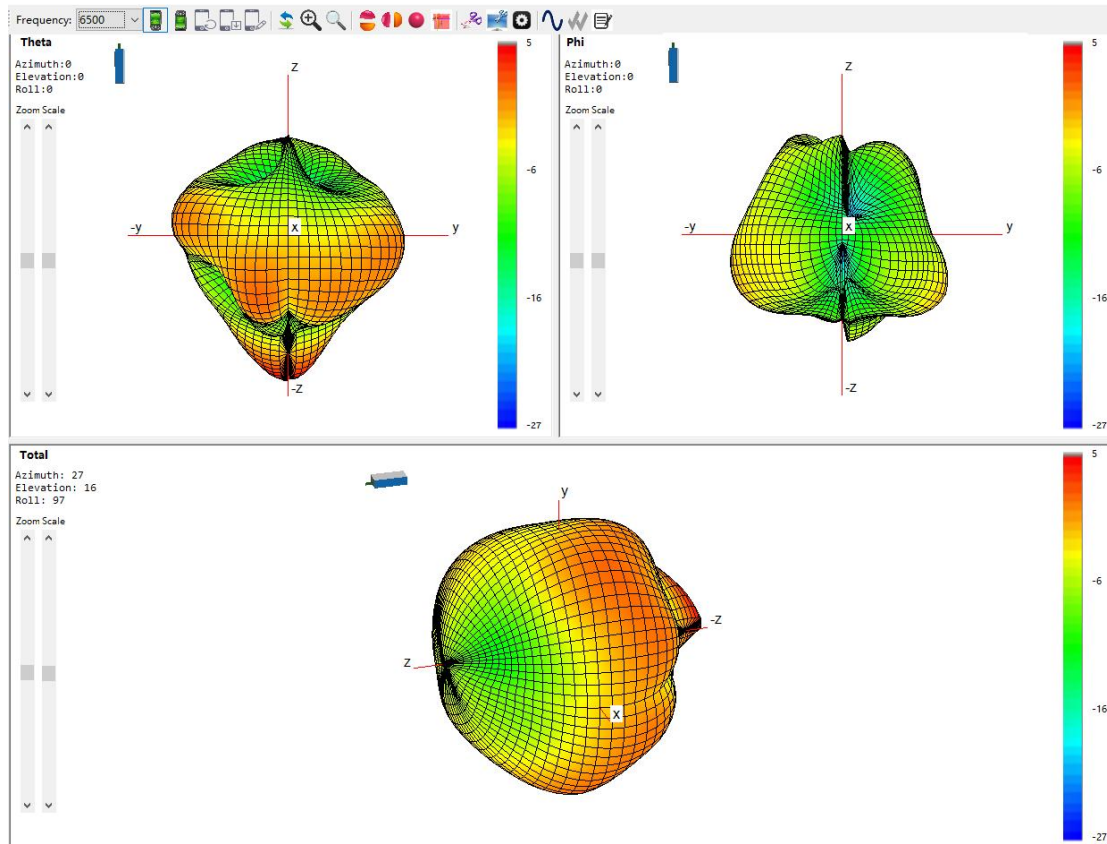 Frequency: 6500
Theta
Azimuth:0
Elevation:0
Roll:0
Zoom Scale
Z
-y
X
y
-Z
5
-6
-16
-27
Phi
Azimuth:0
Elevation:0
Roll:0
Zoom Scale
Z
-y
X
y
-Z
5
-6
-16
-27
Total
Azimuth: 27
Elevation: 16
Roll: 97
Zoom Scale
y
Z
X
-Z
5
-6
-16
-27